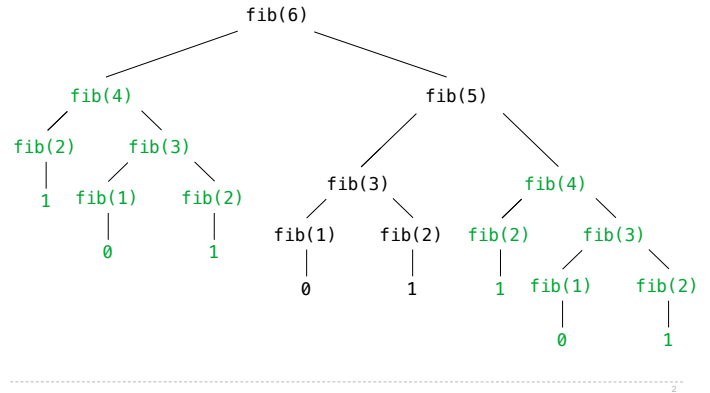 fib(6)
fib(4) fib(5)
fib(2) fib(3)
fib(3) fib(4)
1 fib(1) fib(2)
fib(1) fib(2) fib(2) fib(3)
0 1
0 1 1 fib(1) fib(2)
0 1
2